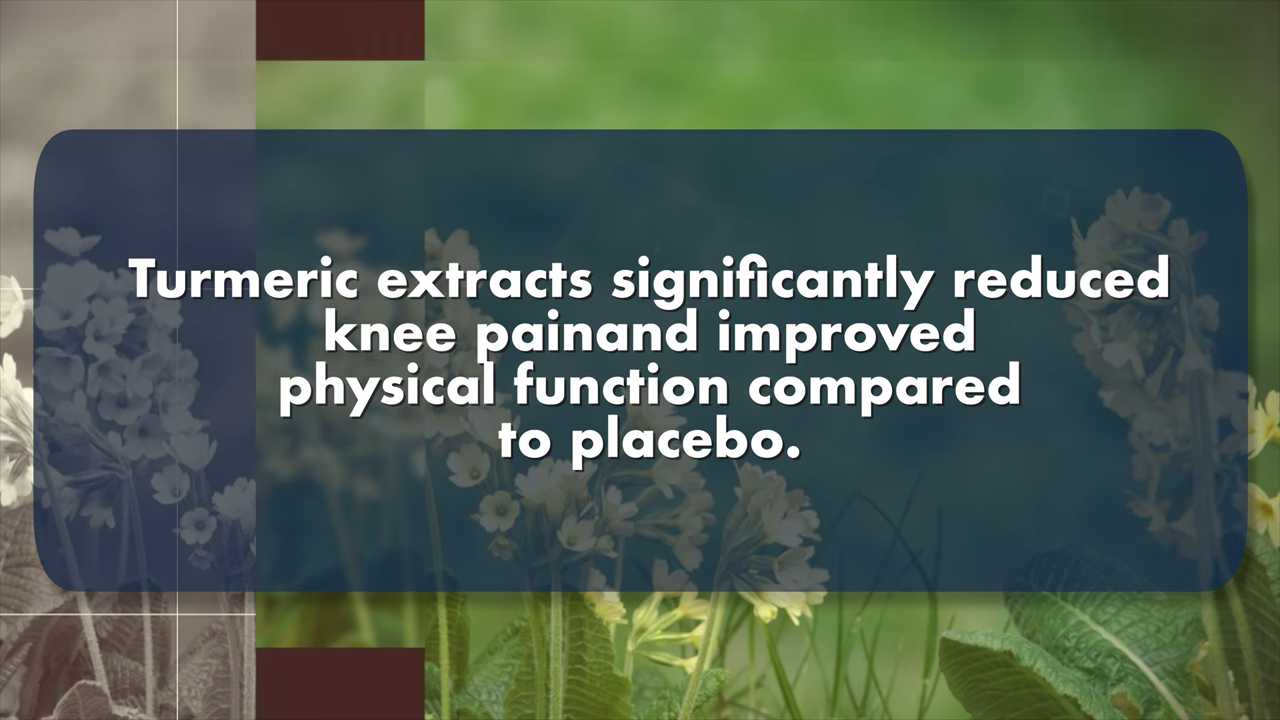 Turmeric extracts significantly reduced
knee painand improved
physical function compared
to placebo.